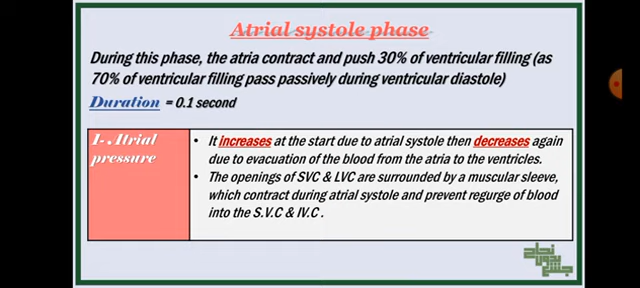 Atrial systole phase
During this phase, the atria contract and push 30% of ventricular filling (as
70% of ventricular filling pass passively during ventricular diastole)
Duration = 0.1 second
1- Atrial
pressure
• It increases at the start due to atrial systole then decreases again
due to evacuation of the blood from the atria to the ventricles.
• The openings of SVC & LVC are surrounded by a muscular sleeve,
which contract during atrial systole and prevent regurge of blood
into the S.V.C & IV.C .
نجاح
بدون